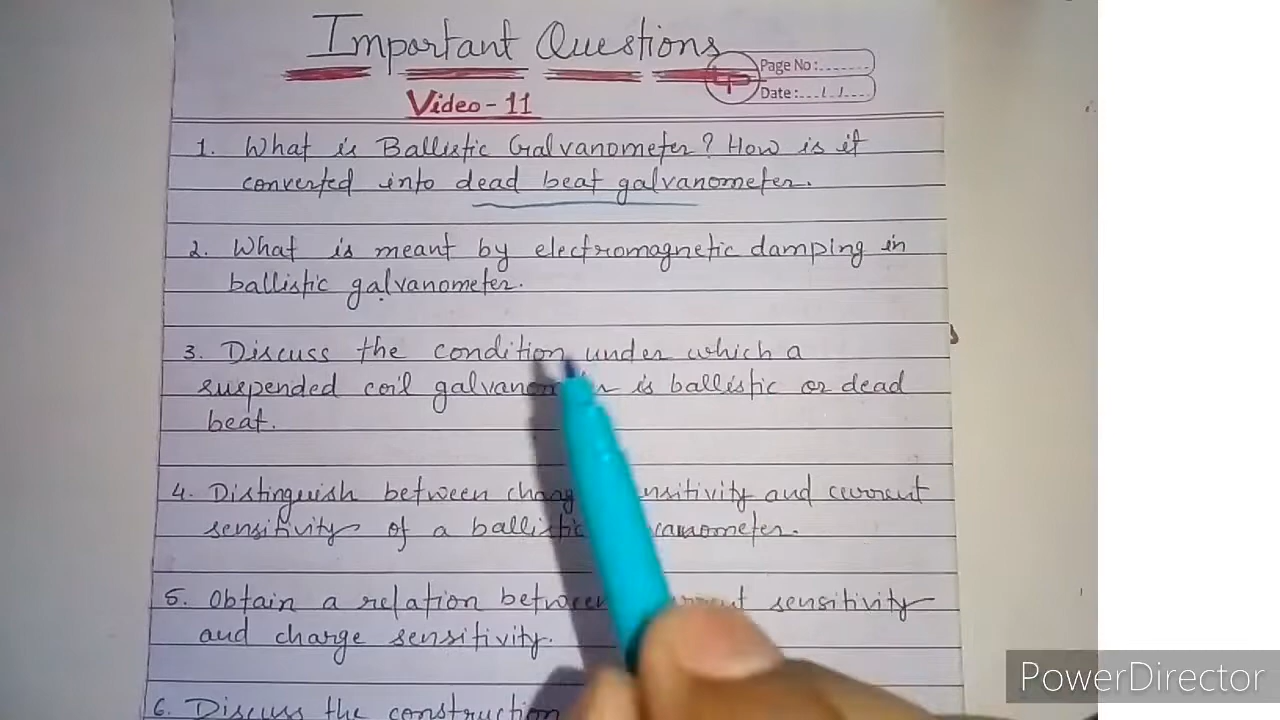 Important Questions
Page No:.......
Date:.../../....
Video-11
1. What is Ballistic Galvanometer? How is it
converted into dead beat galvanometer.
2. What is meant by electromagnetic damping in
ballistic galvanometer.
3. Discuss the condition under which a
suspended coil is ballistic or dead
beat.
4. Distinguish between and current
sensitivity of a
5. Obtain a relation sensitivity
and charge sensitivity.
6. Discuss the construction
PowerDirector